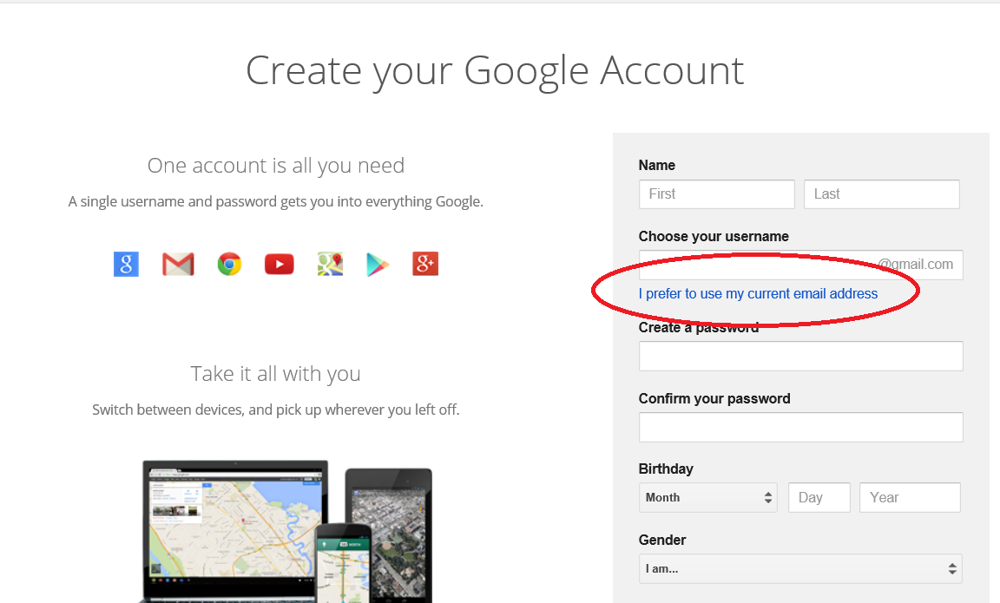 Create your Google Account
One account is all you need
A single username and password gets you into everything Google.
Take it all with you
Switch between devices, and pick up wherever you left off.
Name
First Last
Choose your username
@gmail.com
I prefer to use my current email address
Create a password
Confirm your password
Birthday
Month Day Year
Gender
I am...